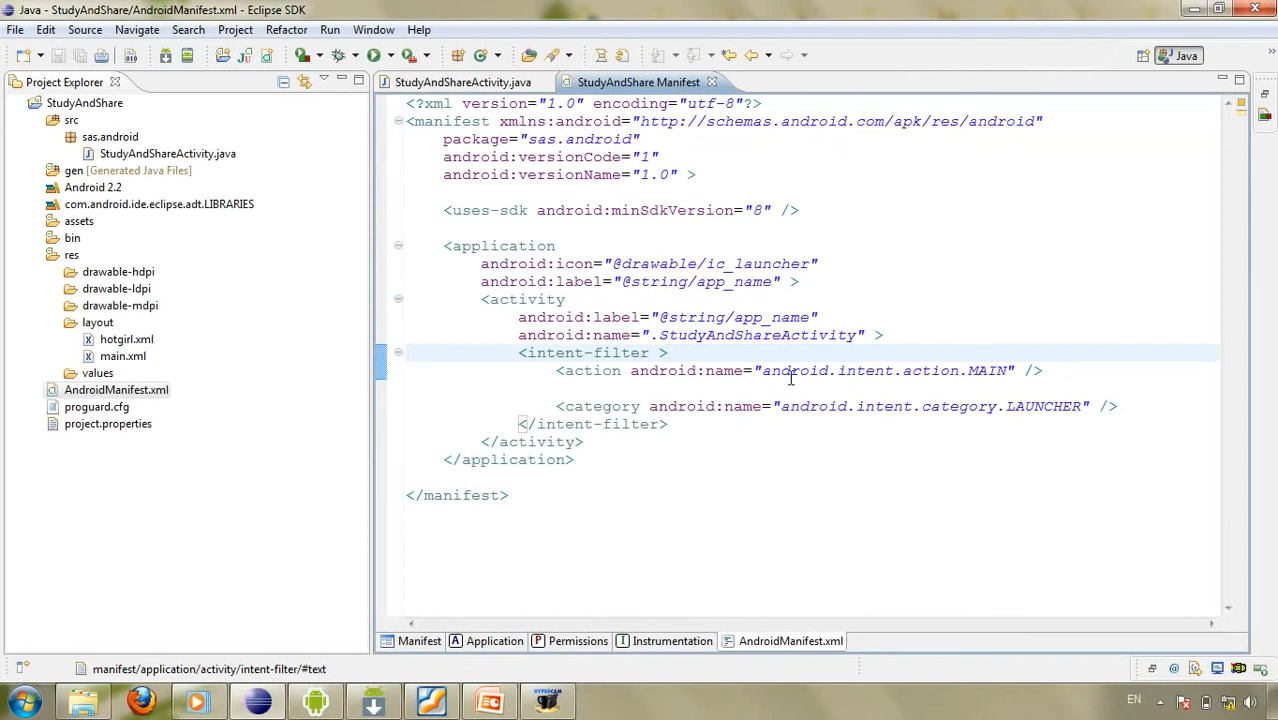 Java - StudyAndShare/AndroidManifest.xml - Eclipse SDK
File Edit Source Navigate Search Project Refactor Run Window Help
Java
Project Explorer
StudyAndShare
src
sas.android
StudyAndShareActivity.java
gen [Generated Java Files]
Android 2.2
com.android.ide.eclipse.adt.LIBRARIES
assets
bin
res
drawable-hdpi
drawable-ldpi
drawable-mdpi
layout
hotgirl.xml
main.xml
values
AndroidManifest.xml
proguard.cfg
project.properties
StudyAndShareActivity.java StudyAndShare Manifest
<?xml version="1.0" encoding="utf-8"?>
<manifest xmlns:android="http://schemas.android.com/apk/res/android"
package="sas.android"
android:versionCode="1"
android:versionName="1.0" >
<uses-sdk android:minSdkVersion="8" />
<application
android:icon="@drawable/ic_launcher"
android:label="@string/app_name" >
<activity
android:label="@string/app_name"
android:name=".StudyAndShareActivity" >
<intent-filter >
<action android:name="android.intent.action.MAIN" />
<category android:name="android.intent.category.LAUNCHER" />
</intent-filter>
</activity>
</application>
</manifest>
Manifest Application Permissions Instrumentation AndroidManifest.xml
manifest/application/activity/intent-filter/#text
EN